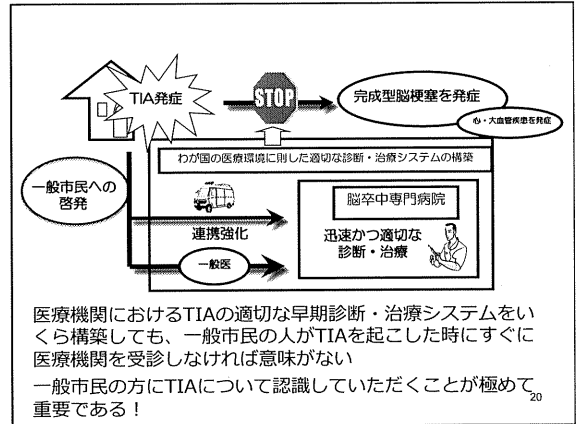 TIA発症
STOP
完成型脳梗塞を発症
心・大血管疾患を発症
わが国の医療環境に則した適切な診断・治療システムの構築
一般市民への
啓発
連携強化
一般医
脳卒中専門病院
迅速かつ適切な
診断・治療
医療機関におけるTIAの適切な早期診断・治療システムをい
くら構築しても、一般市民の人がTIAを起こした時にすぐに
医療機関を受診しなければ意味がない
一般市民の方にTIAについて認識していただくことが極めて
重要である！
20